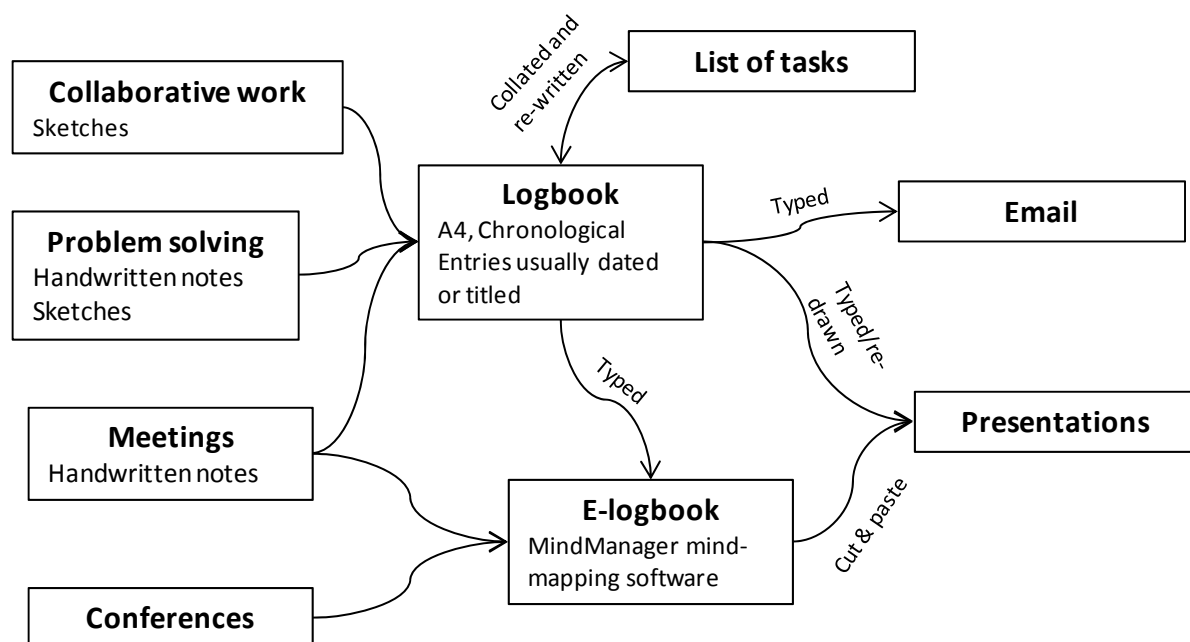 Collaborative work
Sketches
Problem solving
Handwritten notes
Sketches
Meetings
Handwritten notes
Conferences
Collated and
re-written
List of tasks
Logbook
A4, Chronological
Entries usually dated
or titled
Typed
Email
Typed/re-
drawn
Typed
Presentations
E-logbook
MindManager mind-
mapping software
Cut & paste